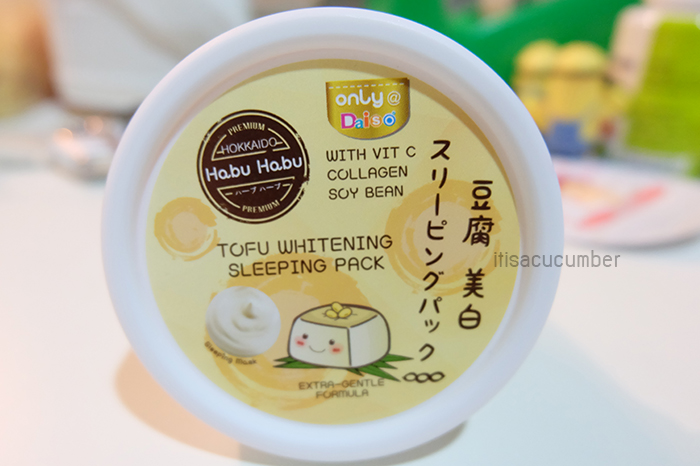 only @
Daiso
PREMIUM
HOKKAIDO
Habu Habu
ハーブ ハーブ
PREMIUM
WITH VIT C
COLLAGEN
SOY BEAN
TOFU WHITENING
SLEEPING PACK
豆腐 美白
スリーピングパック
Sleeping Mask
EXTRA-GENTLE
FORMULA
itisacucumber